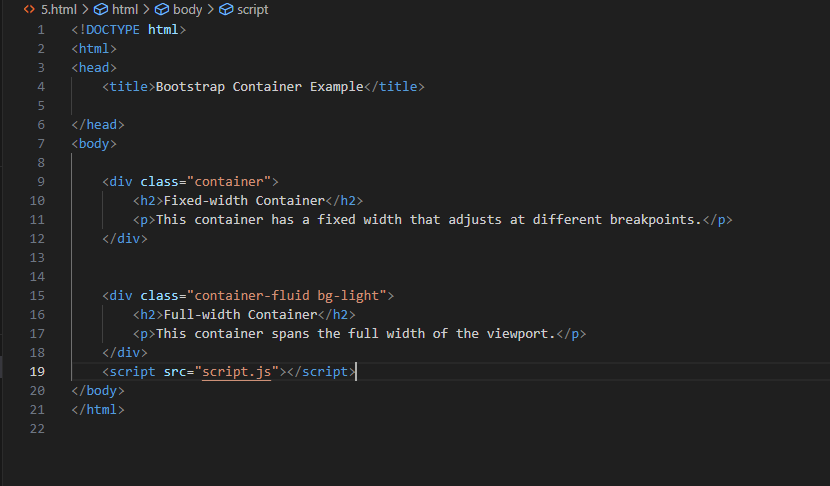 <> 5.html > html > body > script
1 <!DOCTYPE html>
2 <html>
3 <head>
4     <title>Bootstrap Container Example</title>
5
6 </head>
7 <body>
8
9     <div class="container">
10         <h2>Fixed-width Container</h2>
11         <p>This container has a fixed width that adjusts at different breakpoints.</p>
12     </div>
13
14
15     <div class="container-fluid bg-light">
16         <h2>Full-width Container</h2>
17         <p>This container spans the full width of the viewport.</p>
18     </div>
19     <script src="script.js"></script>
20 </body>
21 </html>
22